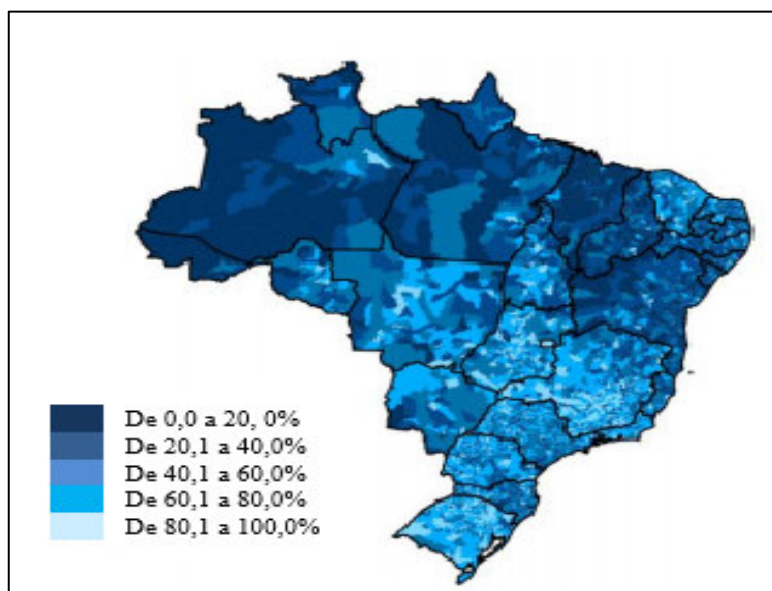 De 0,0 a 20, 0%
De 20,1 a 40,0%
De 40,1 a 60,0%
De 60,1 a 80,0%
De 80,1 a 100,0%